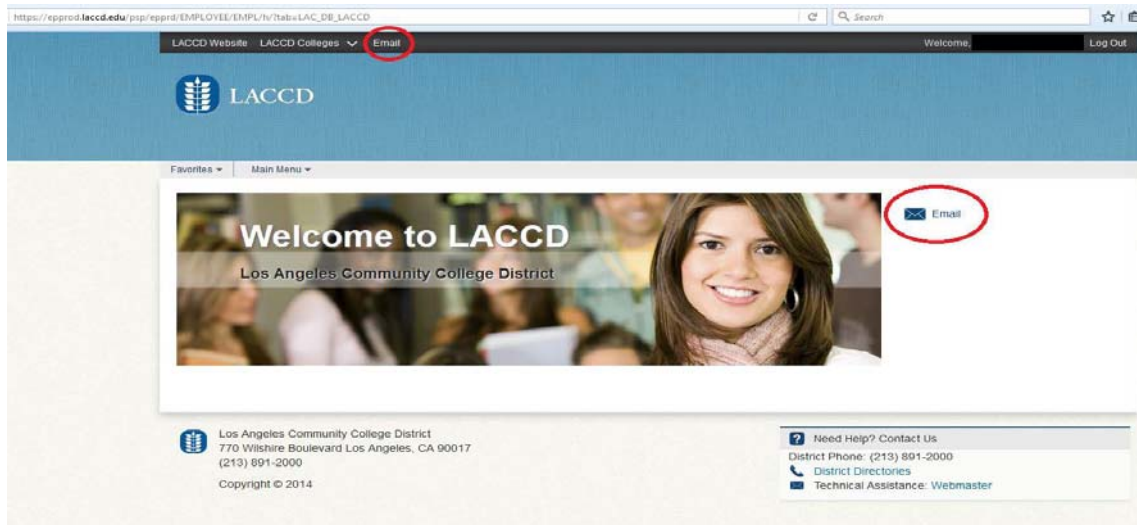 https://epprod.laccd.edu/psp/epprd/EMPLOYEE/EMPL/h/?tab=LAC_DB_LACCD
Search
LACCD Website LACCD Colleges Email Welcome, Log Out
LACCD
Favorites Main Menu
Welcome to LACCD
Los Angeles Community College District
Email
Los Angeles Community College District
770 Wilshire Boulevard Los Angeles, CA 90017
(213) 891-2000
Copyright © 2014
? Need Help? Contact Us
District Phone: (213) 891-2000
District Directories
Technical Assistance: Webmaster